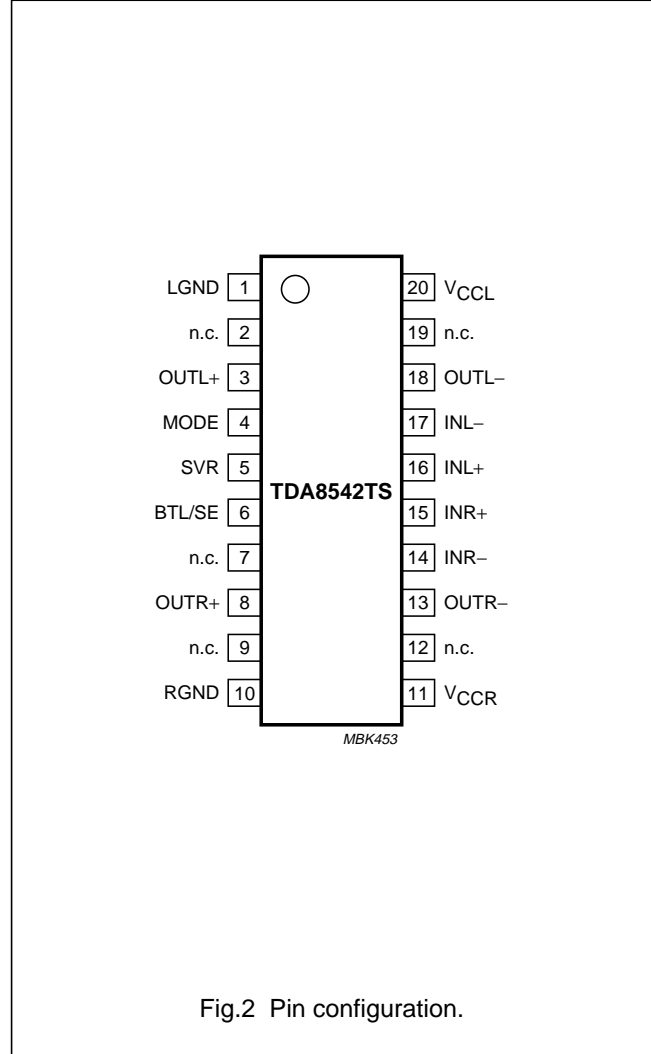 LGND 1
n.c. 2
OUTL+ 3
MODE 4
SVR 5
BTL/SE 6
n.c. 7
OUTR+ 8
n.c. 9
RGND 10
TDA8542TS
20 VCCL
19 n.c.
18 OUTL−
17 INL−
16 INL+
15 INR+
14 INR−
13 OUTR−
12 n.c.
11 VCCR
MBK453
Fig.2 Pin configuration.